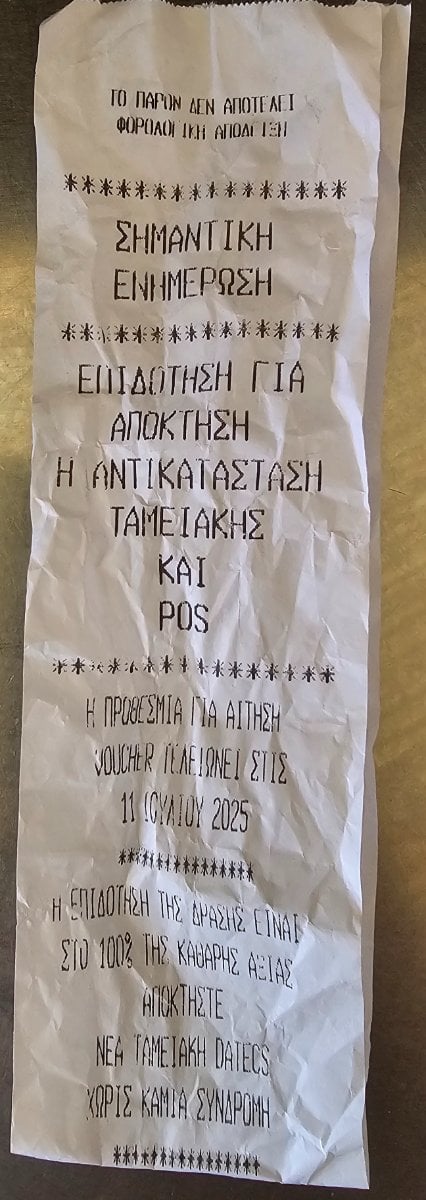 ΤΟ ΠΑΡΟΝ ΔΕΝ ΑΠΟΤΕΛΕΙ
ΦΟΡΟΛΟΓΙΚΗ ΑΠΟΔΕΙΞΗ
*****************
ΣΗΜΑΝΤΙΚΗ
ΕΝΗΜΕΡΩΣΗ
*****************
ΕΠΙΔΟΤΗΣΗ ΓΙΑ
ΑΠΟΚΤΗΣΗ
Η ΑΝΤΙΚΑΤΑΣΤΑΣΗ
ΤΑΜΕΙΑΚΗΣ
ΚΑΙ
POS
*****************
Η ΠΡΟΘΕΣΜΙΑ ΓΙΑ ΑΙΤΗΣΗ
VOUCHER ΤΕΛΕΙΩΝΕΙ ΣΤΙΣ
11 ΙΟΥΛΙΟΥ 2025
****************
Η ΕΠΙΔΟΤΗΣΗ ΤΗΣ ΔΡΑΣΗΣ ΕΙΝΑΙ
ΣΤΟ 100% ΤΗΣ ΚΑΘΑΡΗΣ ΑΞΙΑΣ
ΑΠΟΚΤΗΣΤΕ
ΝΕΑ ΤΑΜΕΙΑΚΗ DATECS
ΧΩΡΙΣ ΚΑΜΙΑ ΣΥΝΔΡΟΜΗ
****************